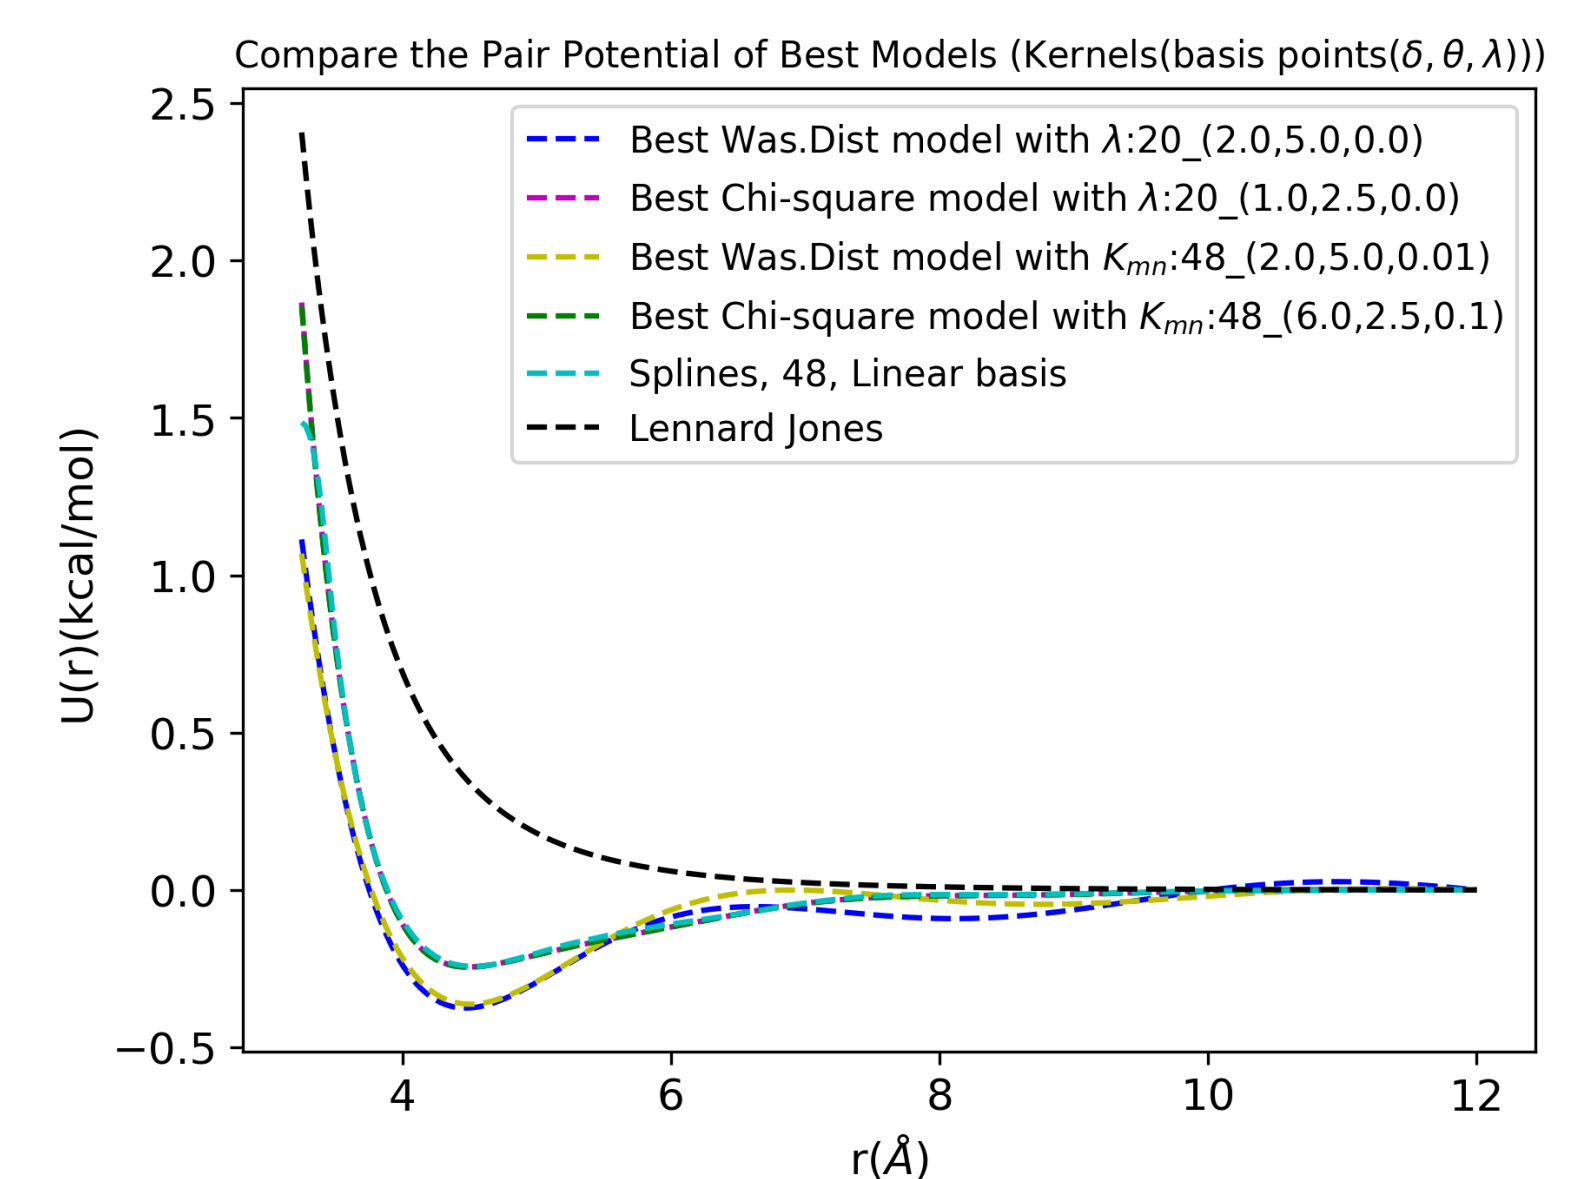 Compare the Pair Potential of Best Models (Kernels(basis points(δ, θ, λ)))
2.5
2.0
1.5
1.0
0.5
0.0
−0.5
U(r)(kcal/mol)
Best Was.Dist model with λ:20_(2.0,5.0,0.0)
Best Chi-square model with λ:20_(1.0,2.5,0.0)
Best Was.Dist model with Kmn:48_(2.0,5.0,0.01)
Best Chi-square model with Kmn:48_(6.0,2.5,0.1)
Splines, 48, Linear basis
Lennard Jones
4 6 8 10 12
r(Å)